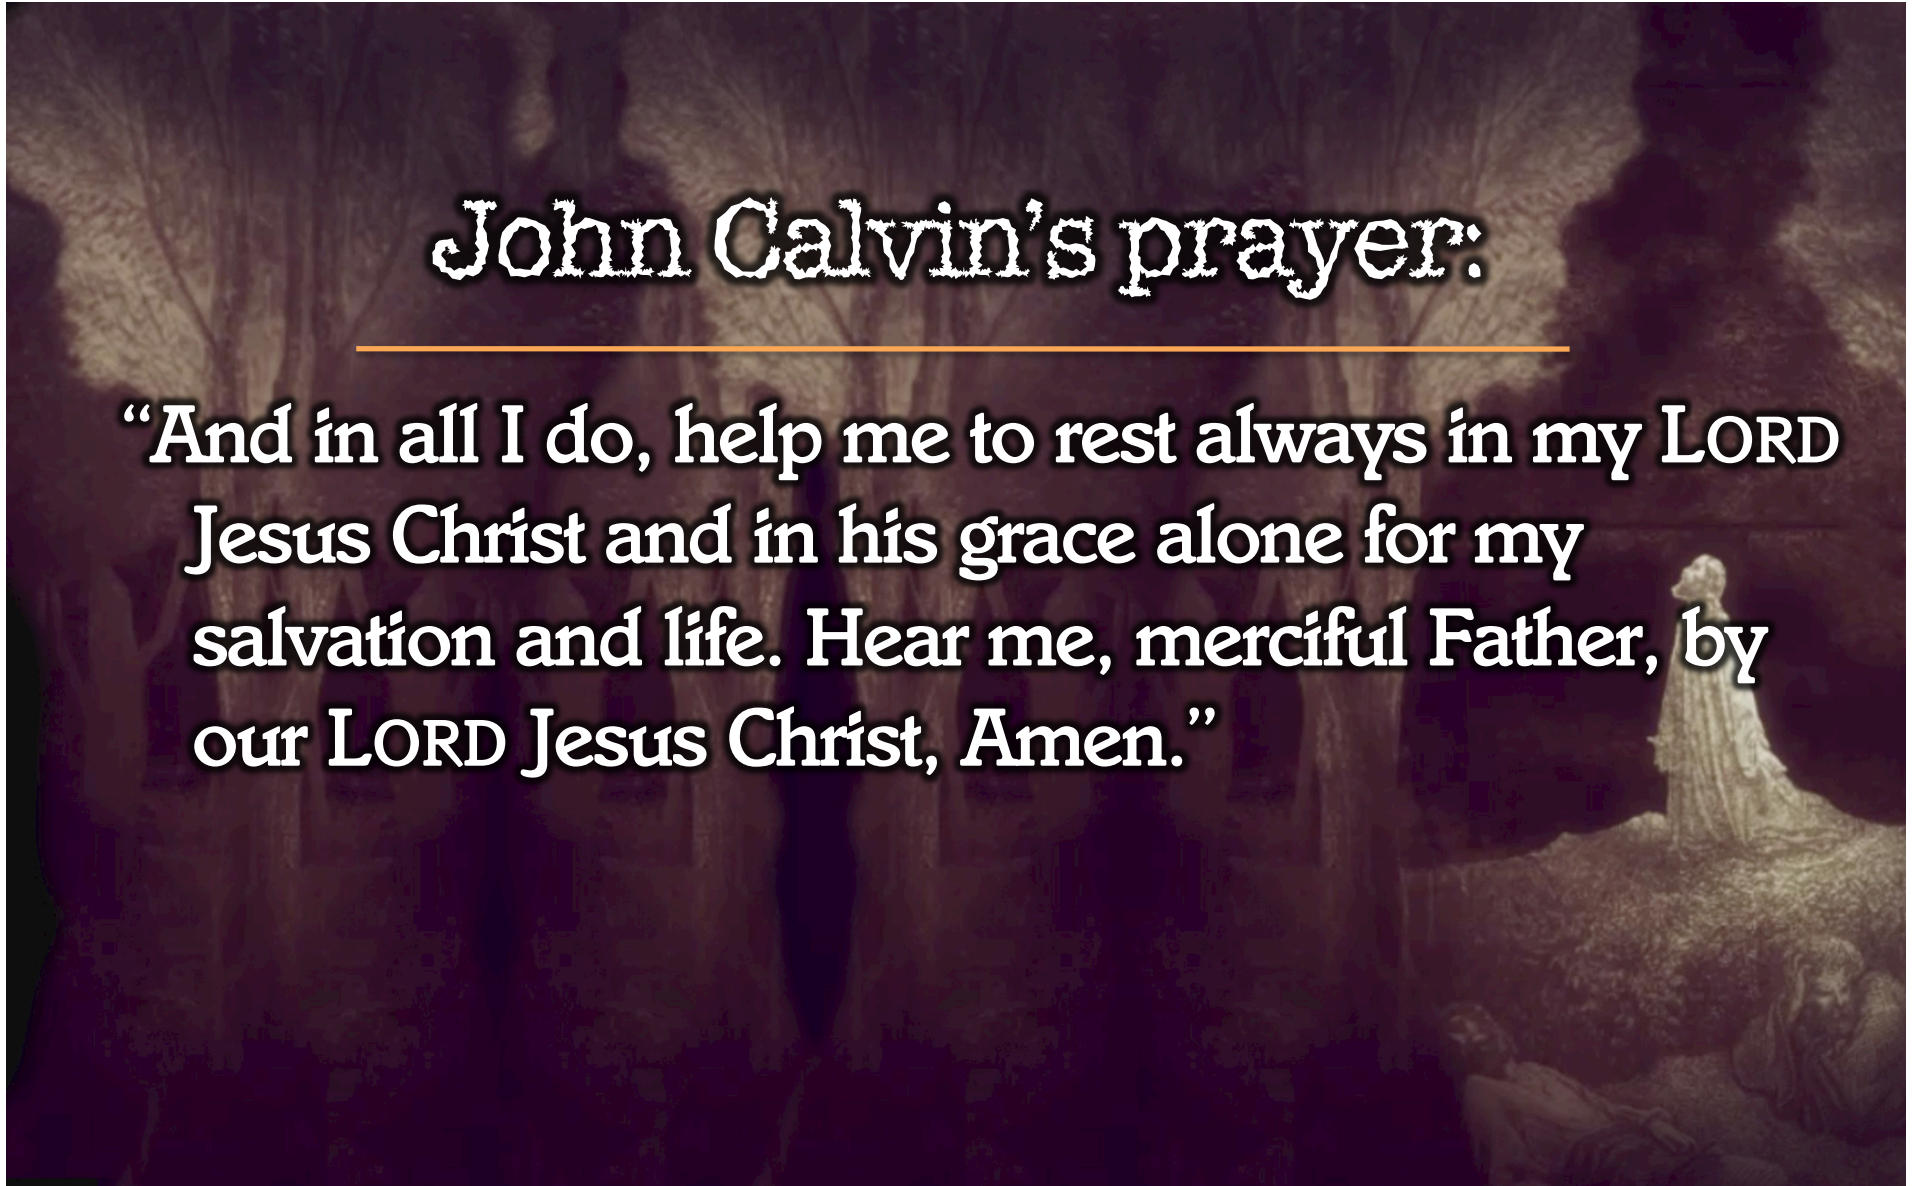 John Calvin’s prayer:
“And in all I do, help me to rest always in my LORD
Jesus Christ and in his grace alone for my
salvation and life. Hear me, merciful Father, by
our LORD Jesus Christ, Amen.”